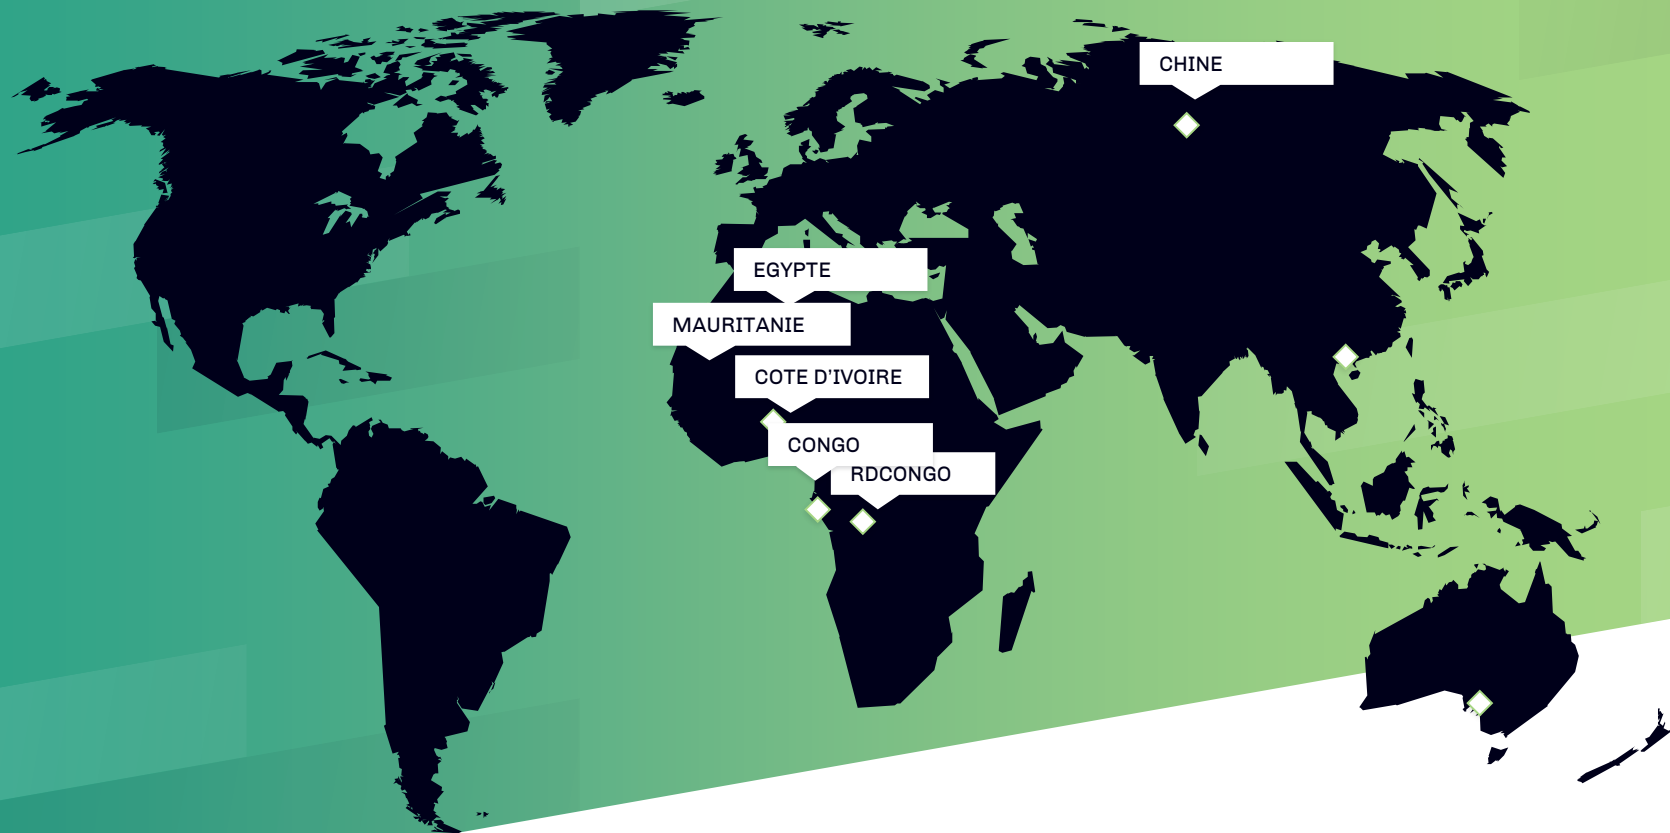 CHINE
EGYPTE
MAURITANIE
COTE D’IVOIRE
CONGO
RDCONGO